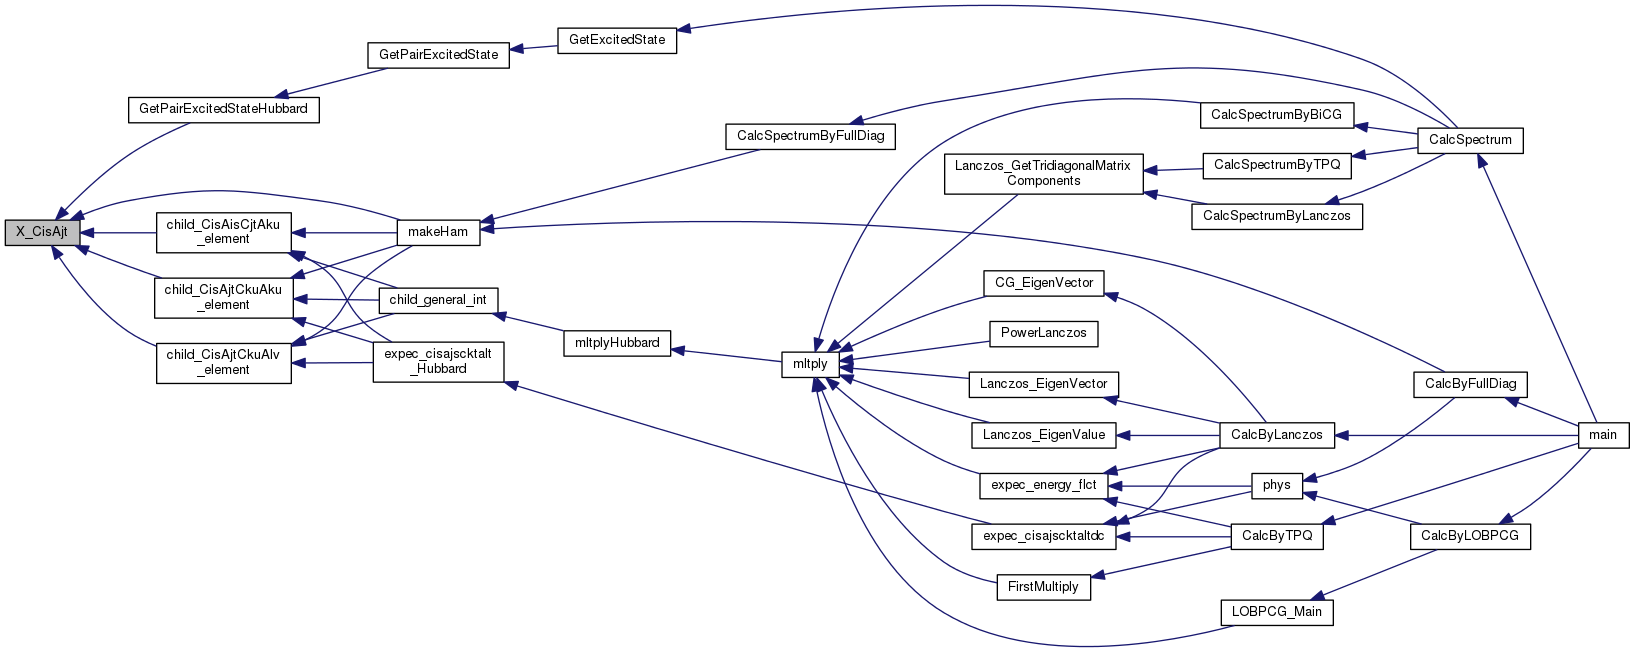 GetExcitedState
GetPairExcitedState
GetPairExcitedStateHubbard
CalcSpectrumByBiCG
CalcSpectrumByFullDiag
CalcSpectrum
Lanczos_GetTridiagonalMatrix
Components
CalcSpectrumByTPQ
CalcSpectrumByLanczos
X_CisAjt
child_CisAisCjtAku
_element
makeHam
child_CisAjtCkuAku
_element
child_general_int
CG_EigenVector
PowerLanczos
mltplyHubbard
child_CisAjtCkuAlv
_element
expec_cisajscktalt
_Hubbard
mltply
Lanczos_EigenVector
CalcByFullDiag
Lanczos_EigenValue
CalcByLanczos
main
expec_energy_flct
phys
expec_cisajscktaltdc
CalcByTPQ
CalcByLOBPCG
FirstMultiply
LOBPCG_Main